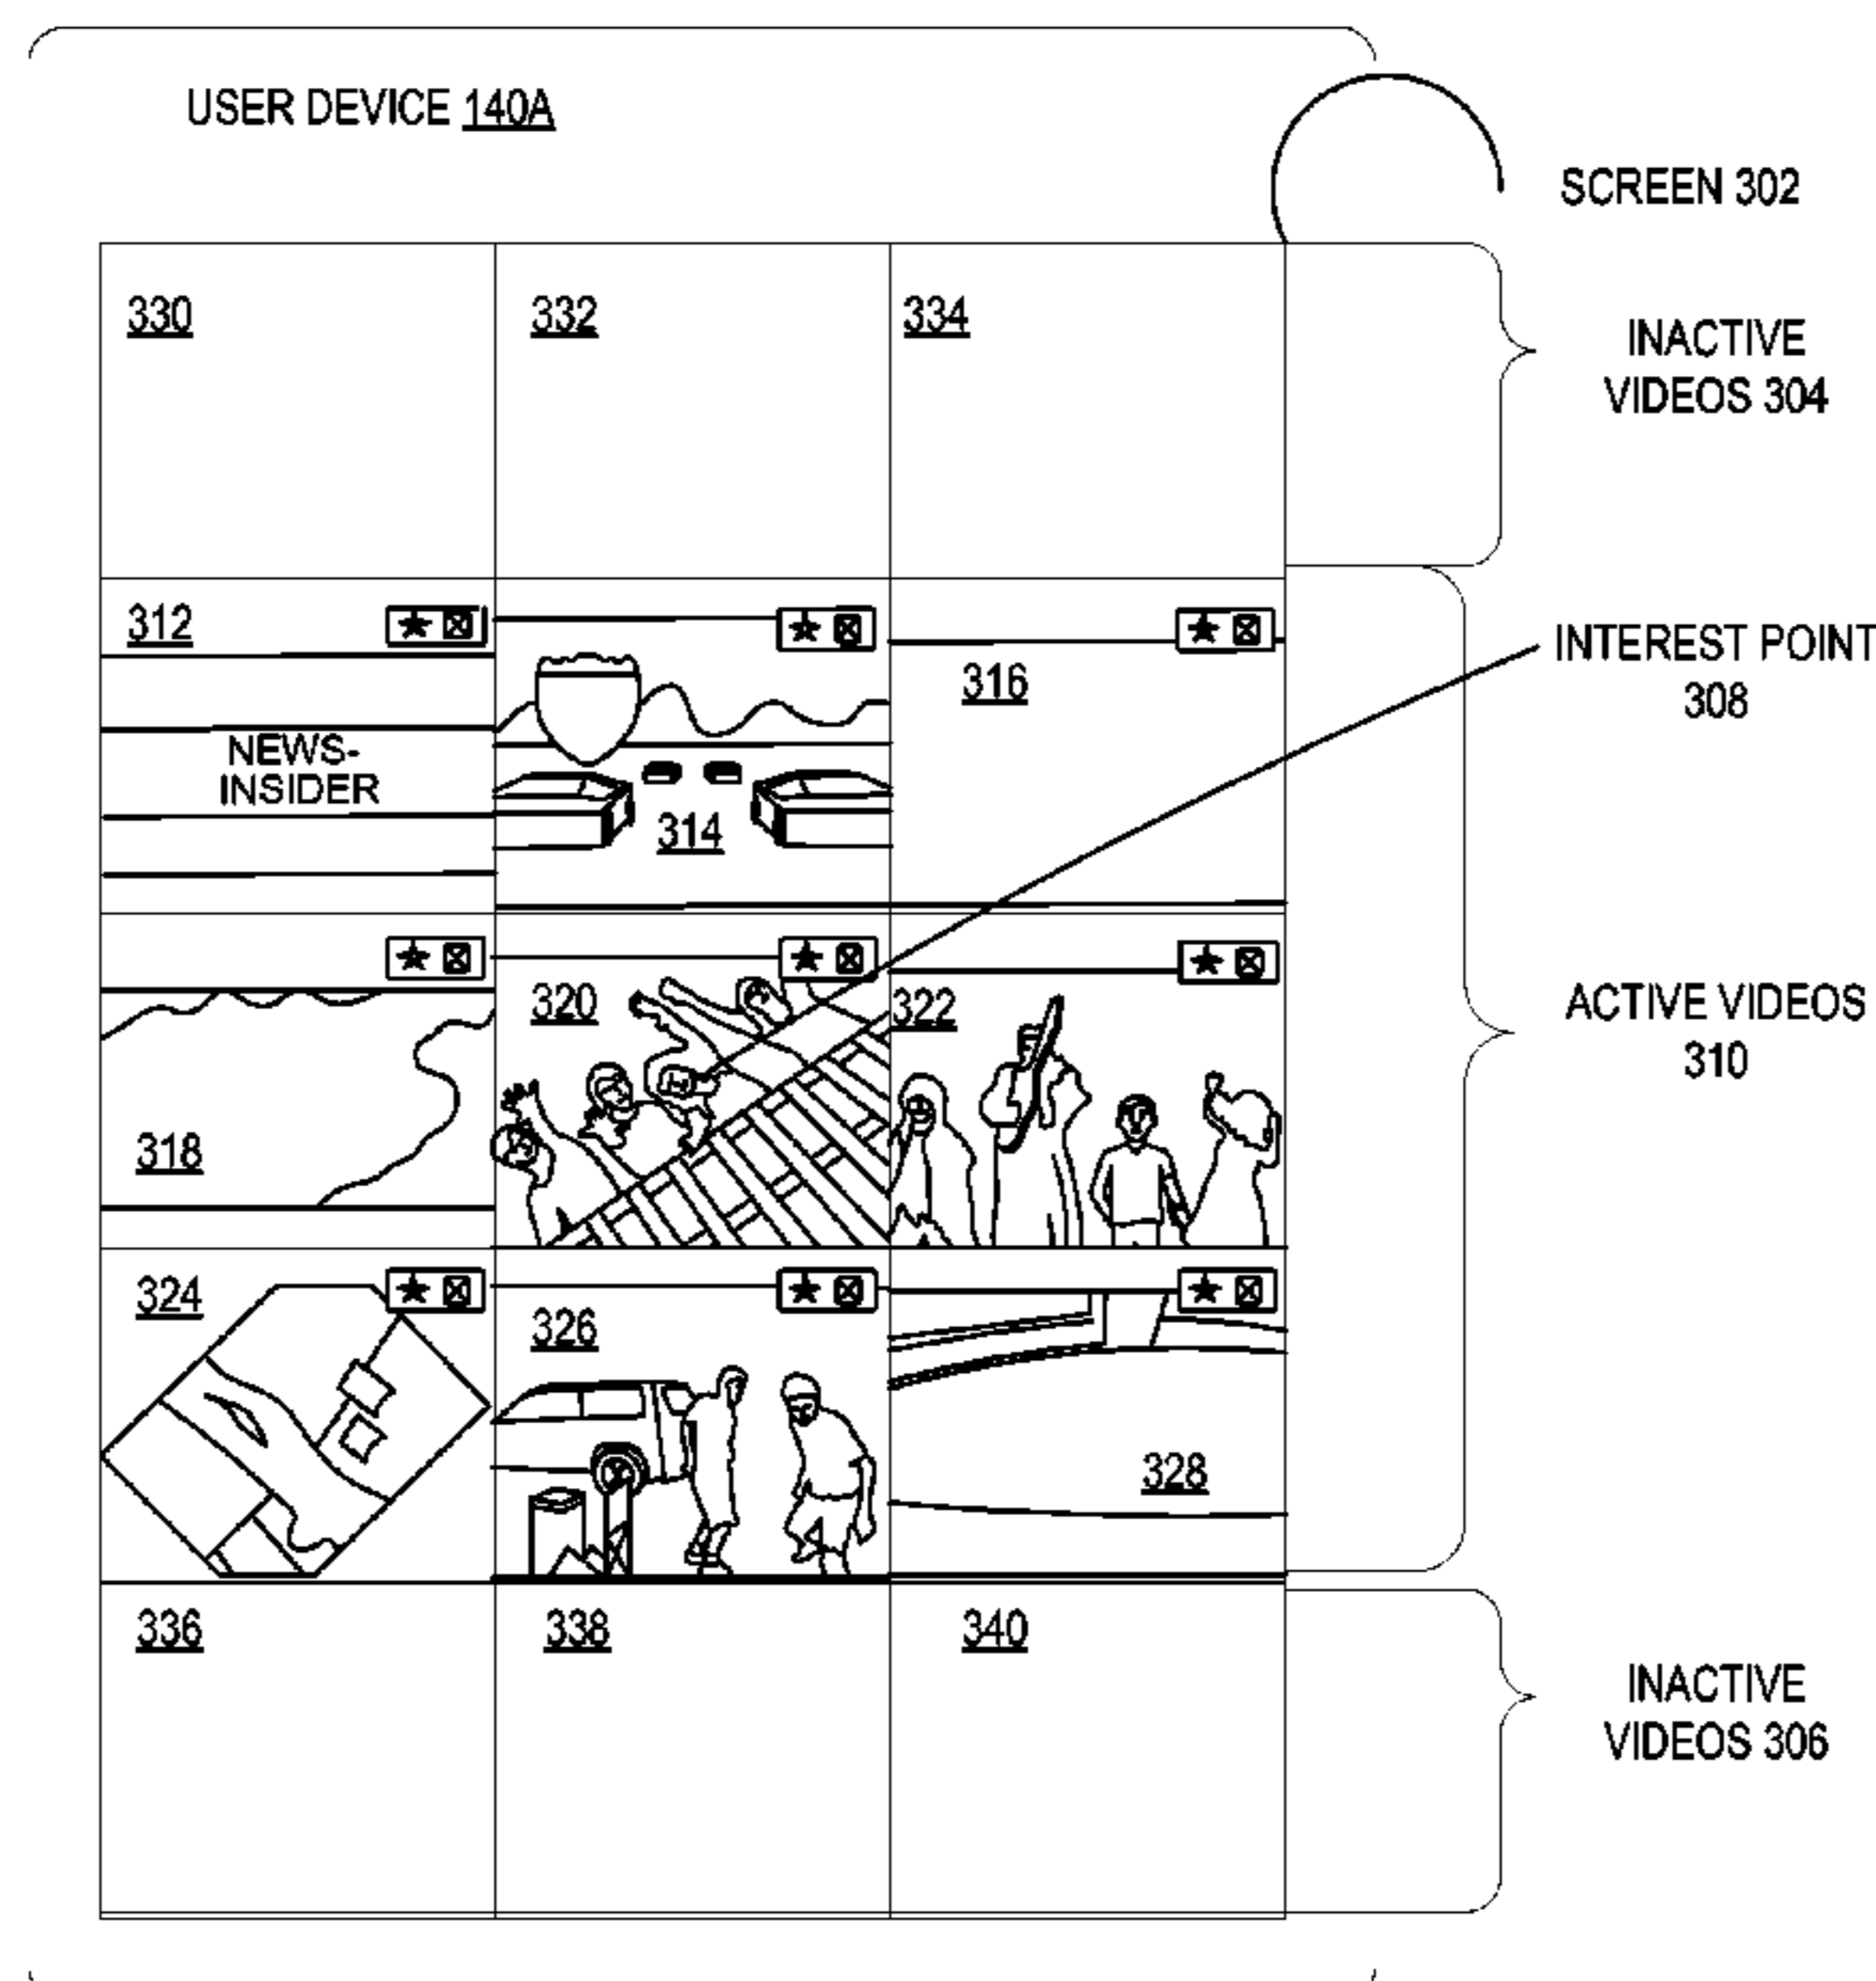 USER DEVICE 140A
SCREEN 302
330
332
334
INACTIVE
VIDEOS 304
312
316
INTEREST POINT
308
NEWS-
INSIDER
314
320
322
ACTIVE VIDEOS
310
318
324
326
328
336
338
340
INACTIVE
VIDEOS 306